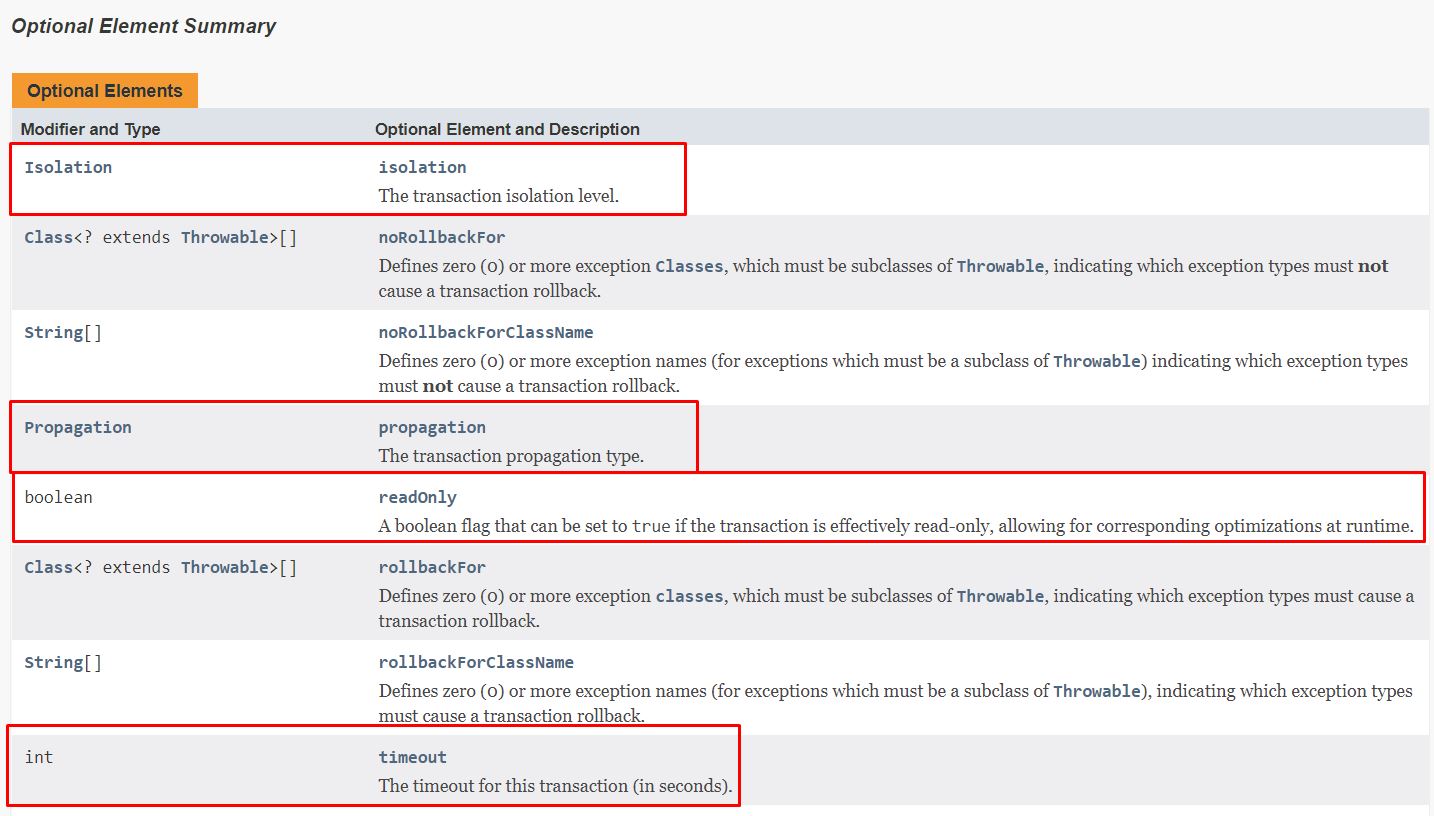 Optional Element Summary
Optional Elements
Modifier and Type Optional Element and Description
Isolation isolation
The transaction isolation level.
Class<? extends Throwable>[] noRollbackFor
Defines zero (0) or more exception Classes, which must be subclasses of Throwable, indicating which exception types must not
cause a transaction rollback.
String[] noRollbackForClassName
Defines zero (0) or more exception names (for exceptions which must be a subclass of Throwable) indicating which exception types
must not cause a transaction rollback.
Propagation propagation
The transaction propagation type.
boolean readOnly
A boolean flag that can be set to true if the transaction is effectively read-only, allowing for corresponding optimizations at runtime.
Class<? extends Throwable>[] rollbackFor
Defines zero (0) or more exception classes, which must be subclasses of Throwable, indicating which exception types must cause a
transaction rollback.
String[] rollbackForClassName
Defines zero (0) or more exception names (for exceptions which must be a subclass of Throwable), indicating which exception types
must cause a transaction rollback.
int timeout
The timeout for this transaction (in seconds).